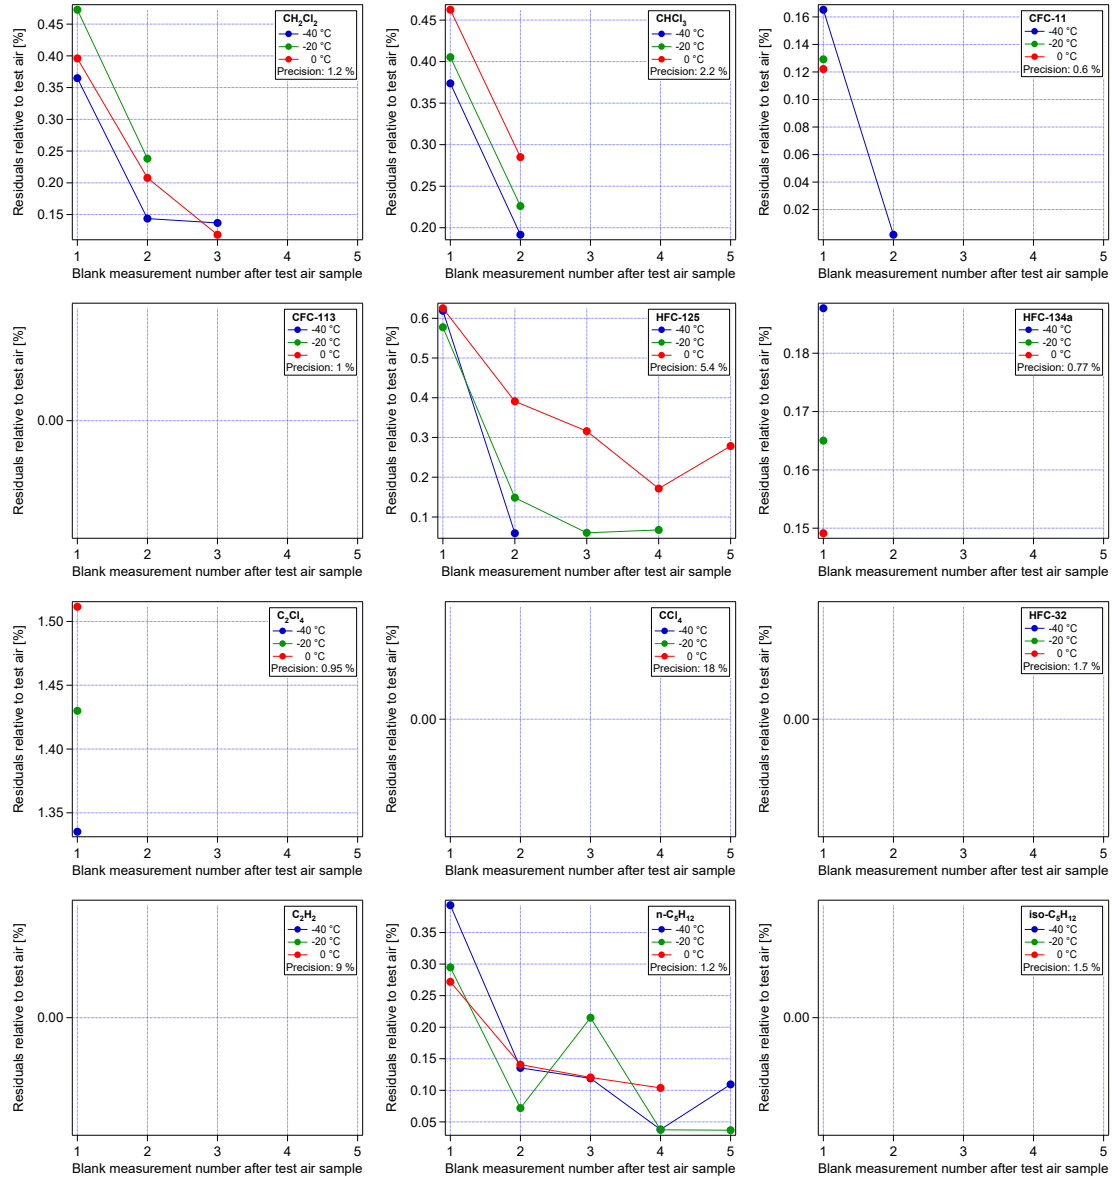 CH2Cl2
-40 °C
-20 °C
0 °C
Precision: 1.2 %
0.45
0.40
0.35
0.30
0.25
0.20
0.15
1 2 3 4 5
Residuals relative to test air [%]
Blank measurement number after test air sample
CHCl3
-40 °C
-20 °C
0 °C
Precision: 2.2 %
0.45
0.40
0.35
0.30
0.25
0.20
1 2 3 4 5
Residuals relative to test air [%]
Blank measurement number after test air sample
CFC-11
-40 °C
-20 °C
0 °C
Precision: 0.6 %
0.16
0.14
0.12
0.10
0.08
0.06
0.04
0.02
1 2 3 4 5
Residuals relative to test air [%]
Blank measurement number after test air sample
CFC-113
-40 °C
-20 °C
0 °C
Precision: 1 %
0.00
1 2 3 4 5
Residuals relative to test air [%]
Blank measurement number after test air sample
HFC-125
-40 °C
-20 °C
0 °C
Precision: 5.4 %
0.6
0.5
0.4
0.3
0.2
0.1
1 2 3 4 5
Residuals relative to test air [%]
Blank measurement number after test air sample
HFC-134a
-40 °C
-20 °C
0 °C
Precision: 0.77 %
0.18
0.17
0.16
0.15
1 2 3 4 5
Residuals relative to test air [%]
Blank measurement number after test air sample
C2Cl4
-40 °C
-20 °C
0 °C
Precision: 0.95 %
1.50
1.45
1.40
1.35
1 2 3 4 5
Residuals relative to test air [%]
Blank measurement number after test air sample
CCl4
-40 °C
-20 °C
0 °C
Precision: 18 %
0.00
1 2 3 4 5
Residuals relative to test air [%]
Blank measurement number after test air sample
HFC-32
-40 °C
-20 °C
0 °C
Precision: 1.7 %
0.00
1 2 3 4 5
Residuals relative to test air [%]
Blank measurement number after test air sample
C2H2
-40 °C
-20 °C
0 °C
Precision: 9 %
0.00
1 2 3 4 5
Residuals relative to test air [%]
Blank measurement number after test air sample
n-C5H12
-40 °C
-20 °C
0 °C
Precision: 1.2 %
0.35
0.30
0.25
0.20
0.15
0.10
0.05
1 2 3 4 5
Residuals relative to test air [%]
Blank measurement number after test air sample
iso-C5H12
-40 °C
-20 °C
0 °C
Precision: 1.5 %
0.00
1 2 3 4 5
Residuals relative to test air [%]
Blank measurement number after test air sample